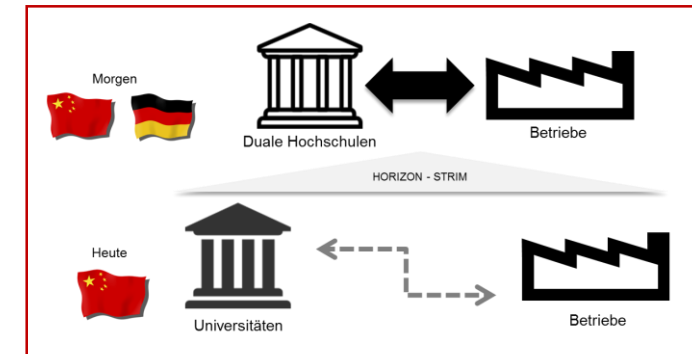 Morgen
Duale Hochschulen
Betriebe
HORIZON - STRIM
Heute
Universitäten
Betriebe